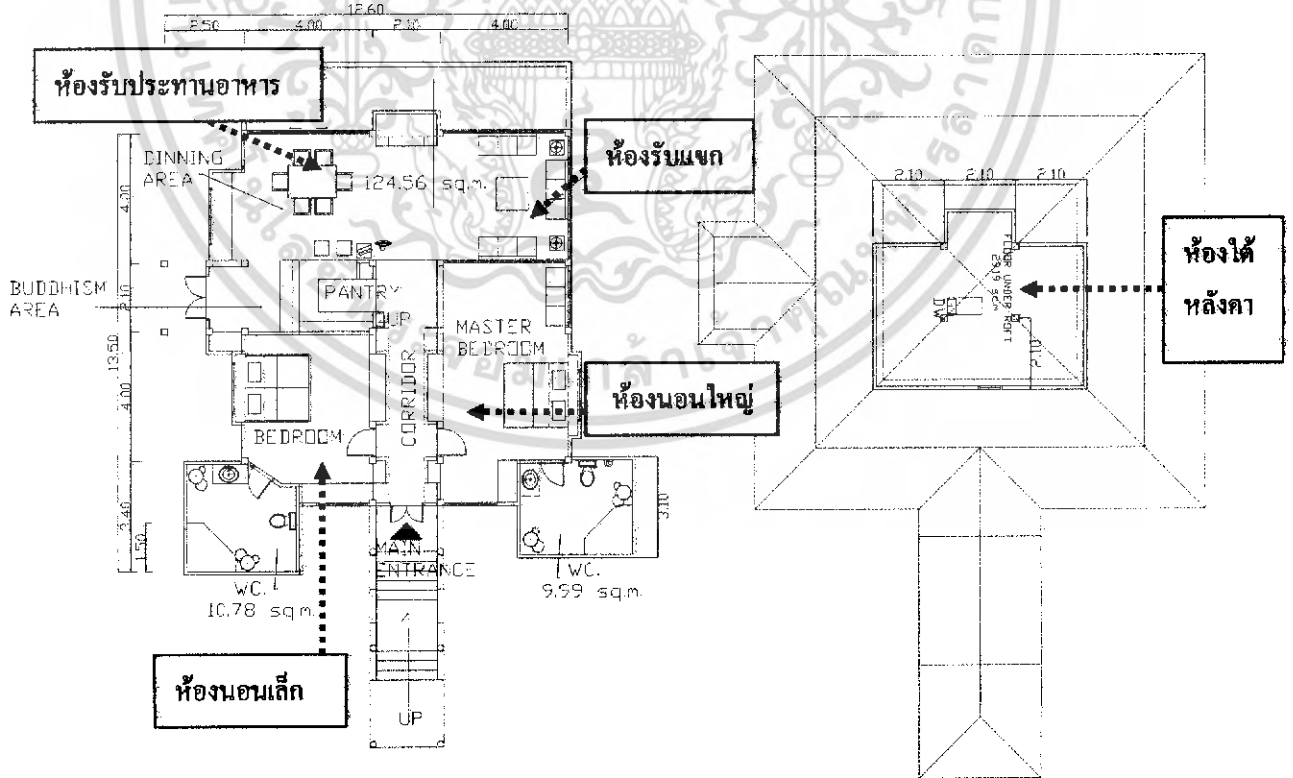 12.60
2.50 4.00 2.10 4.00
ห้องรับประทานอาหาร
ห้องรับแขก
DINNING
AREA
124.56 sq.m.
4.00
2.10 2.10 2.10
FLOOR UNDER ROFT
DW
2.10
ห้องใต้
หลังคา
BUDDHISM
AREA
2.10
13.50
PANTRY
UP
MASTER
BEDROOM
CORRIDOR
4.00
ห้องนอนใหญ่
BEDROOM
3.40
1.50
3.10
MAIN
ENTRANCE
WC.
10.78 sq.m.
WC.
9.59 sq.m.
ห้องนอนเล็ก
UP